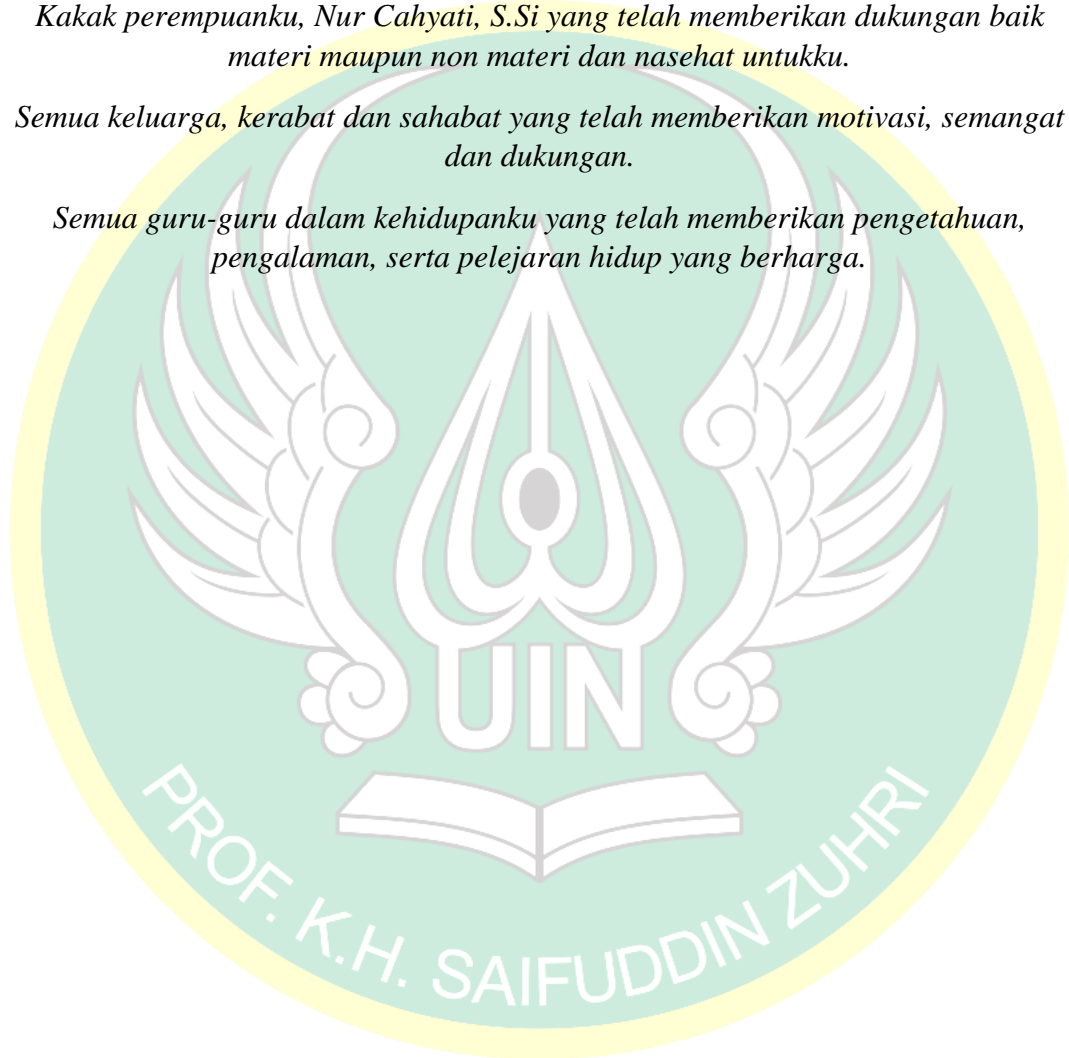 Kakak perempuanku, Nur Cahyati, S.Si yang telah memberikan dukungan baik
materi maupun non materi dan nasehat untukku.
Semua keluarga, kerabat dan sahabat yang telah memberikan motivasi, semangat
dan dukungan.
Semua guru-guru dalam kehidupanku yang telah memberikan pengetahuan,
pengalaman, serta pelajaran hidup yang berharga.
UIN
PROF. K.H. SAIFUDDIN ZUHRI